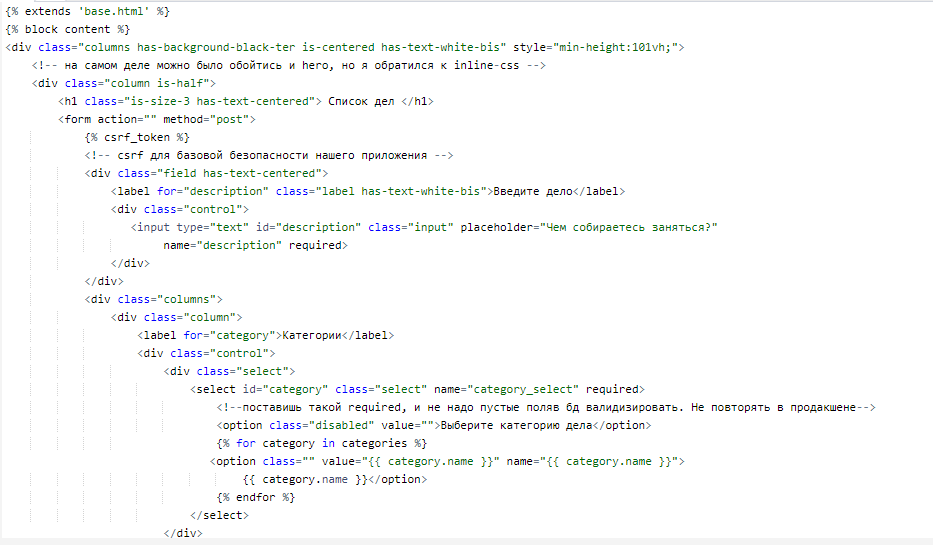 {% extends 'base.html' %}
{% block content %}
<div class="columns has-background-black-ter is-centered has-text-white-bis" style="min-height:101vh;">
<!-- на самом деле можно было обойтись и hero, но я обратился к inline-css -->
<div class="column is-half">
<h1 class="is-size-3 has-text-centered"> Список дел </h1>
<form action="" method="post">
{% csrf_token %}
<!-- csrf для базовой безопасности нашего приложения -->
<div class="field has-text-centered">
<label for="description" class="label has-text-white-bis">Введите дело</label>
<div class="control">
<input type="text" id="description" class="input" placeholder="Чем собираетесь заняться?"
name="description" required>
</div>
</div>
<div class="columns">
<div class="column">
<label for="category">Категории</label>
<div class="control">
<div class="select">
<select id="category" class="select" name="category_select" required>
<!--поставишь такой required, и не надо пустые поляв бд валидизировать. Не повторять в продакшене-->
<option class="disabled" value="">Выберите категорию дела</option>
{% for category in categories %}
<option class="" value="{{ category.name }}" name="{{ category.name }}">
{{ category.name }}</option>
{% endfor %}
</select>
</div>